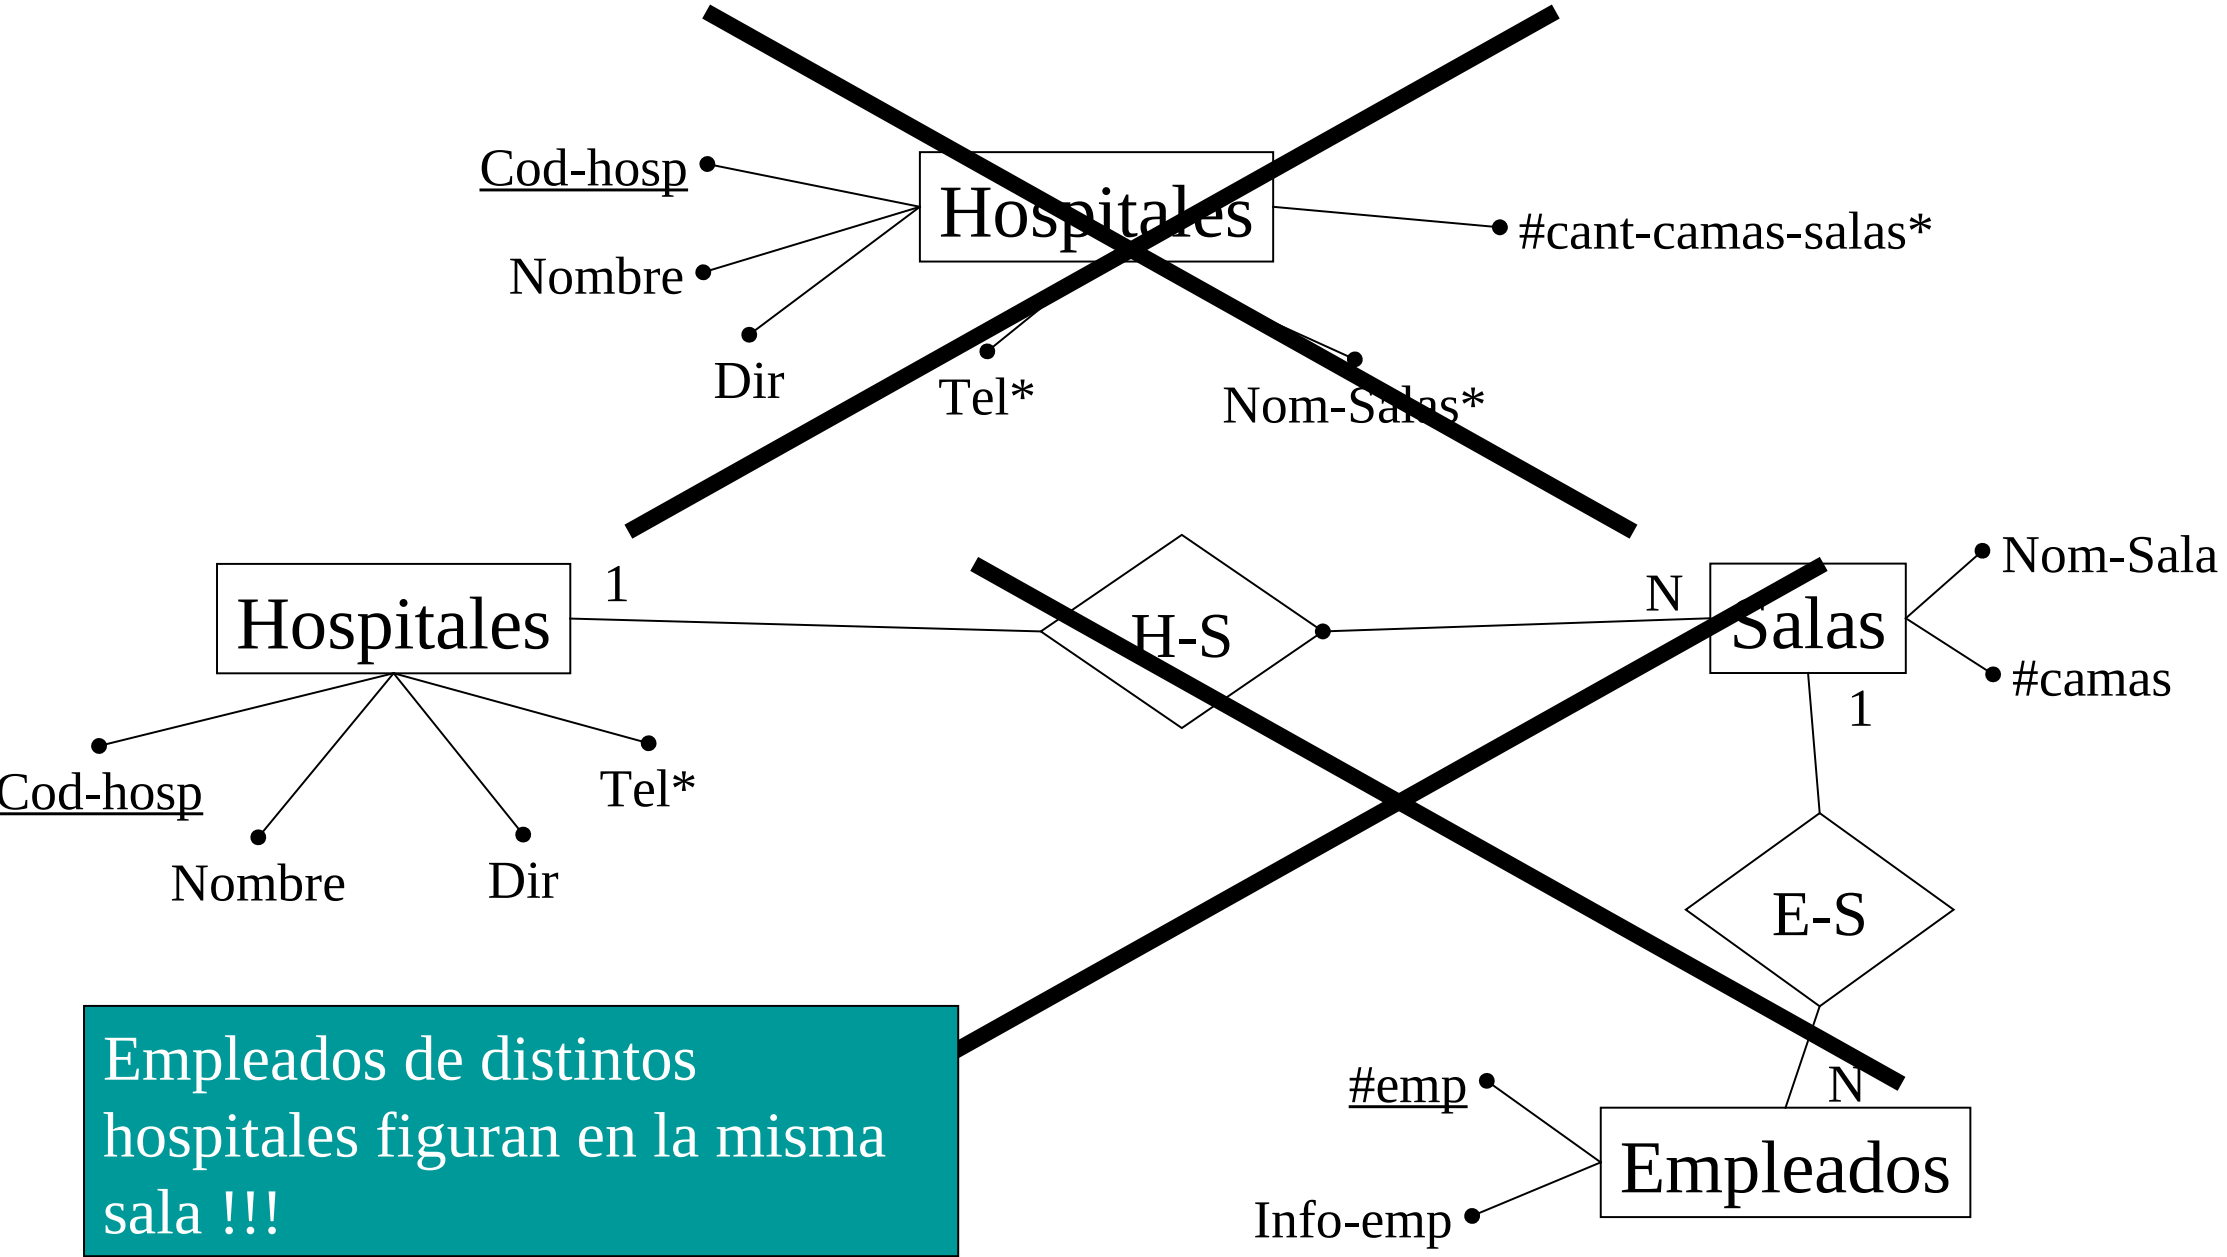 Cod-hosp
Hospitales
#cant-camas-salas*
Nombre
Dir
Tel*
Nom-Salas*
Hospitales
1
H-S
N
Salas
Nom-Sala
#camas
1
Cod-hosp
Nombre
Dir
Tel*
E-S
N
Empleados de distintos
hospitales figuran en la misma
sala !!!
#emp
Empleados
Info-emp